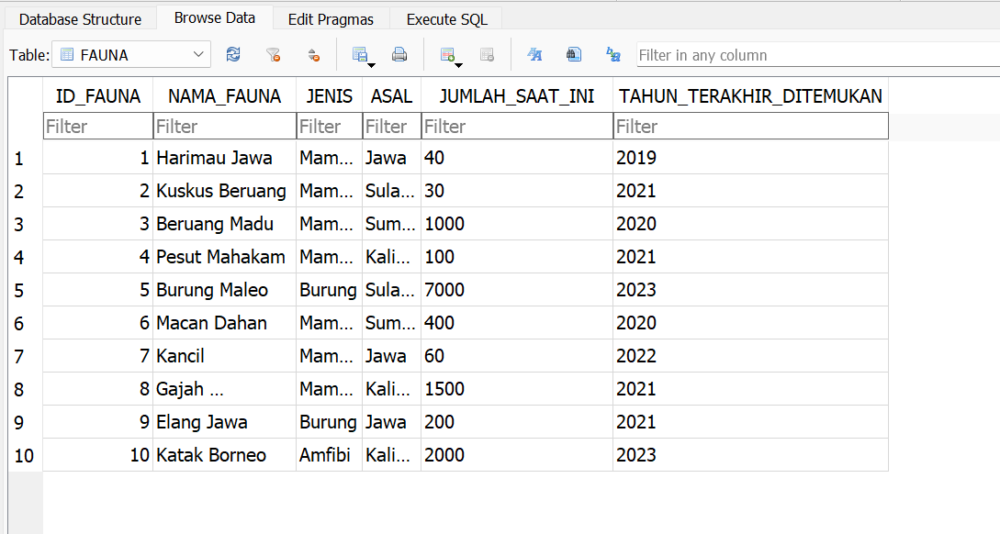 Database Structure Browse Data Edit Pragmas Execute SQL
Table: FAUNA Filter in any column
ID_FAUNA NAMA_FAUNA JENIS ASAL JUMLAH_SAAT_INI TAHUN_TERAKHIR_DITEMUKAN
Filter Filter Filter Filter Filter Filter
1 1 Harimau Jawa Mam... Jawa 40 2019
2 2 Kuskus Beruang Mam... Sula... 30 2021
3 3 Beruang Madu Mam... Sum... 1000 2020
4 4 Pesut Mahakam Mam... Kali... 100 2021
5 5 Burung Maleo Burung Sula... 7000 2023
6 6 Macan Dahan Mam... Sum... 400 2020
7 7 Kancil Mam... Jawa 60 2022
8 8 Gajah ... Mam... Kali... 1500 2021
9 9 Elang Jawa Burung Jawa 200 2021
10 10 Katak Borneo Amfibi Kali... 2000 2023